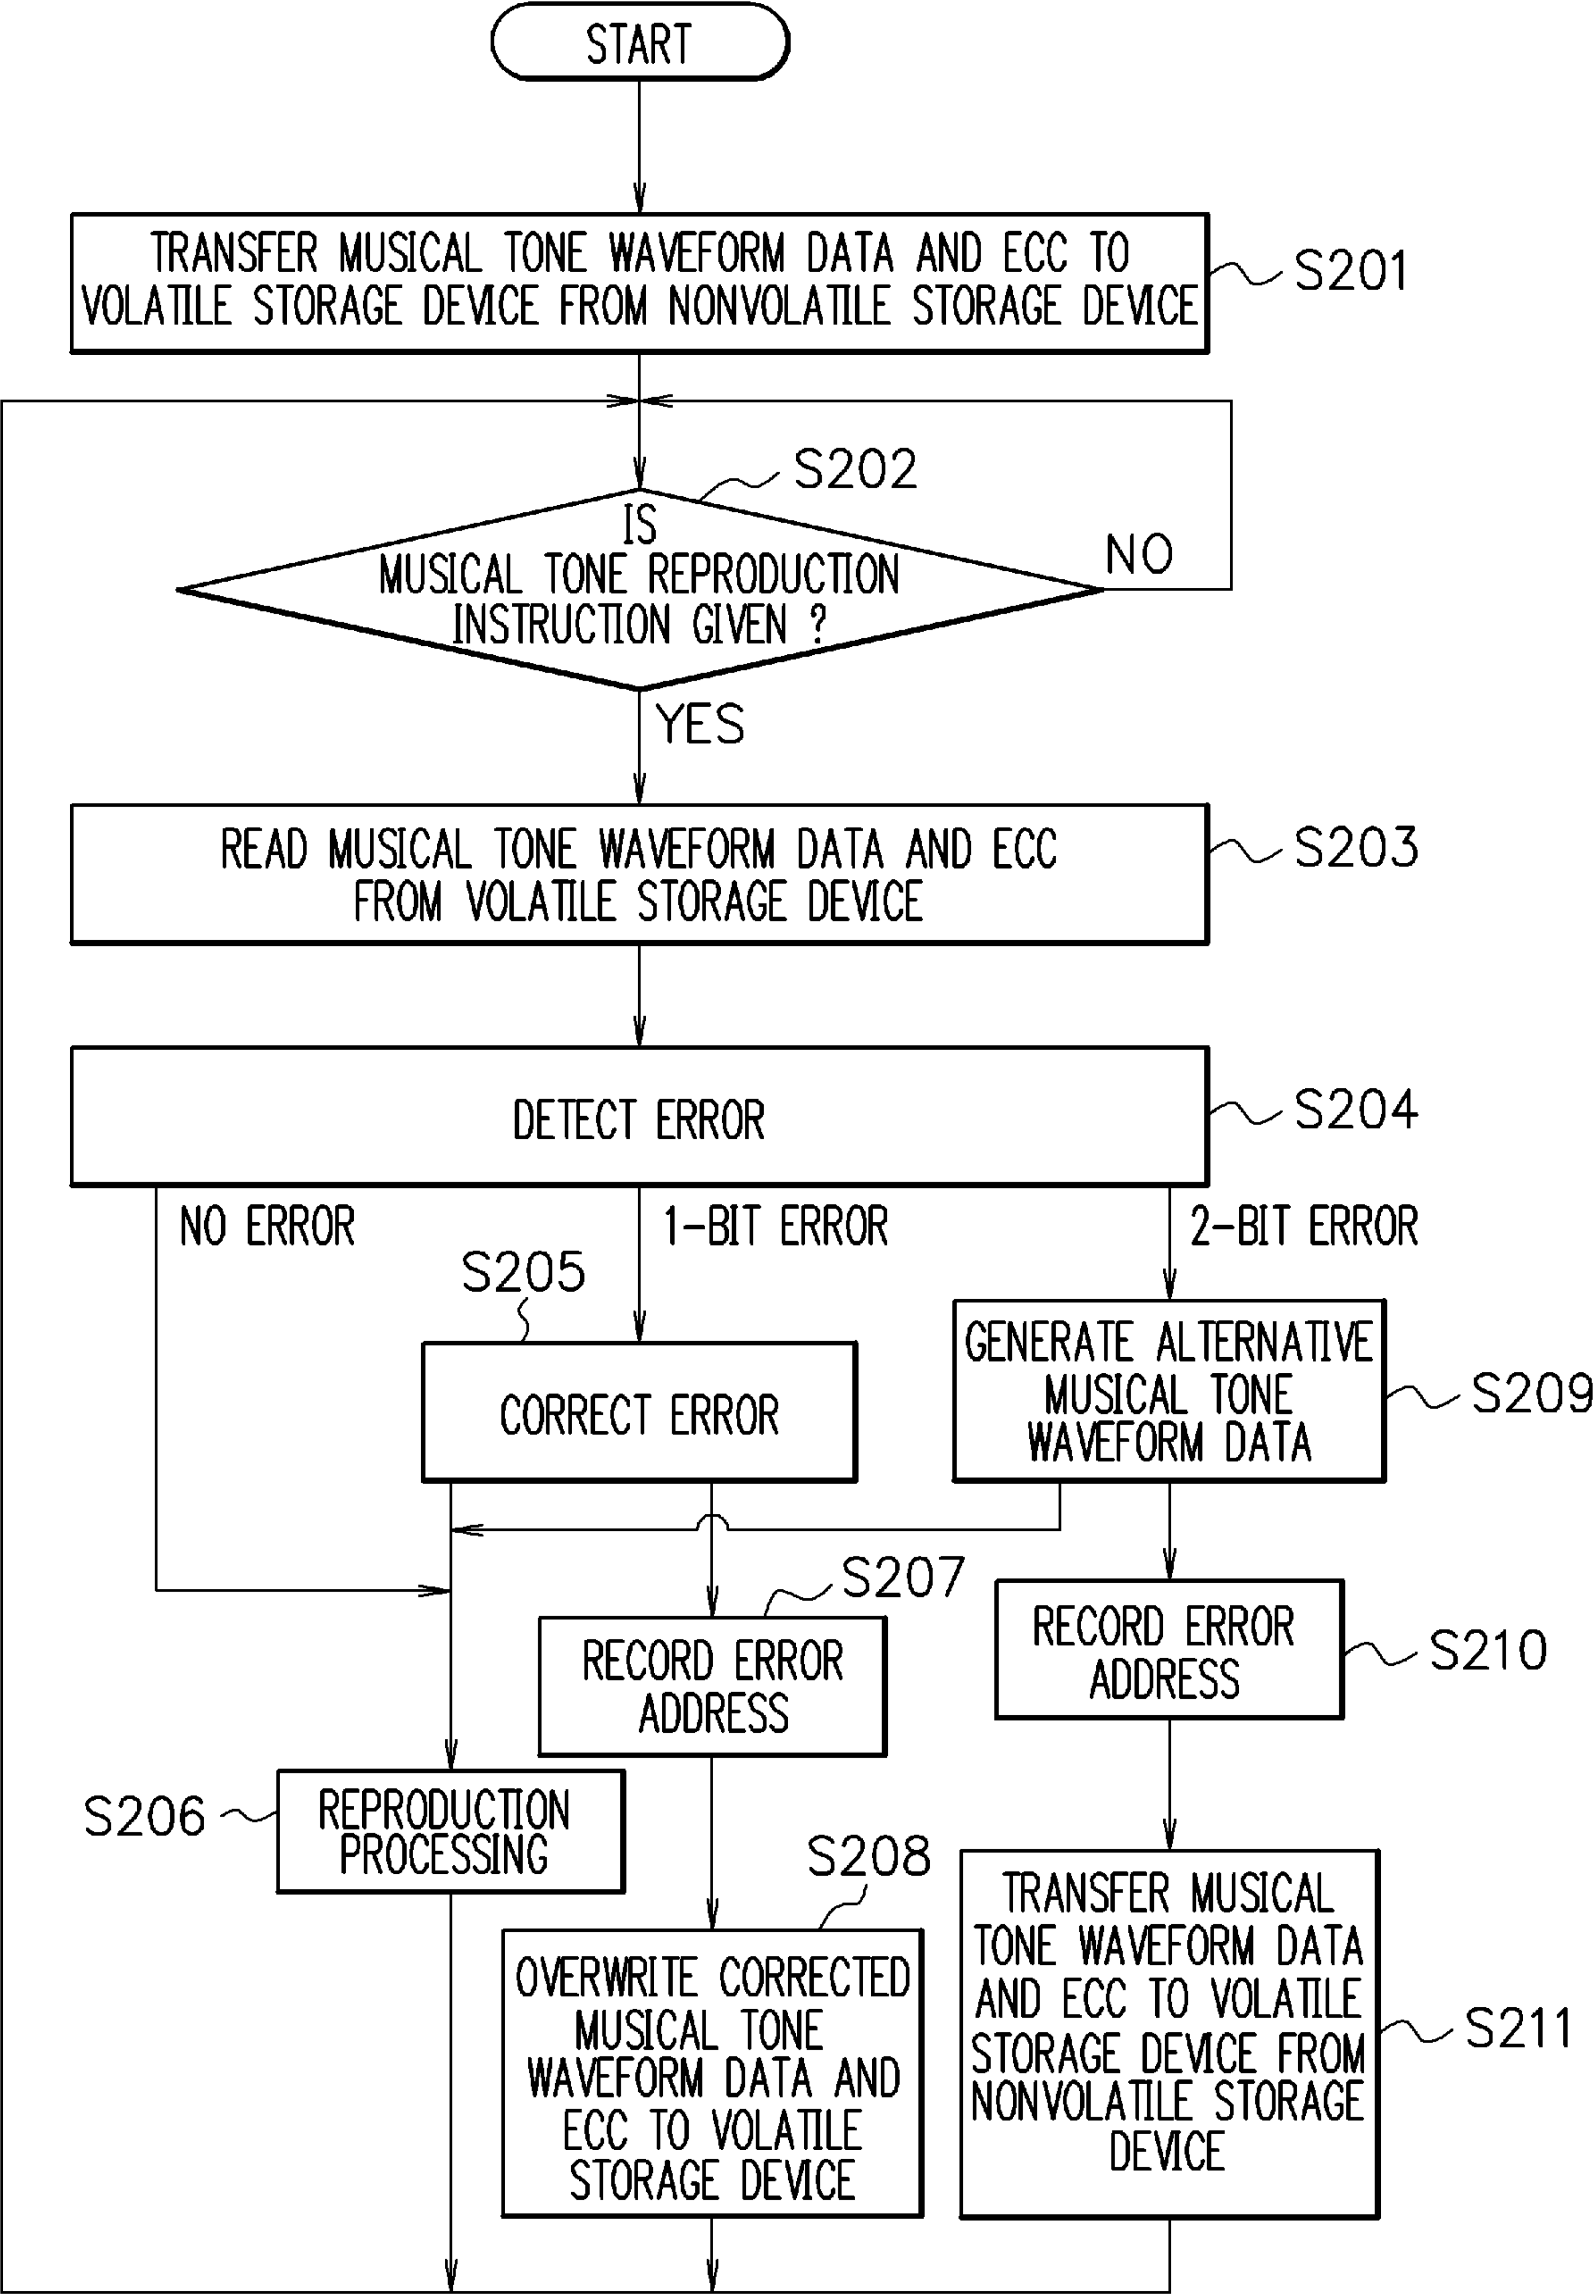 START
TRANSFER MUSICAL TONE WAVEFORM DATA AND ECC TO
VOLATILE STORAGE DEVICE FROM NONVOLATILE STORAGE DEVICE
S201
S202
IS
MUSICAL TONE REPRODUCTION
INSTRUCTION GIVEN ?
NO
YES
READ MUSICAL TONE WAVEFORM DATA AND ECC
FROM VOLATILE STORAGE DEVICE
S203
DETECT ERROR
S204
NO ERROR
1-BIT ERROR
2-BIT ERROR
S205
CORRECT ERROR
GENERATE ALTERNATIVE
MUSICAL TONE
WAVEFORM DATA
S209
S207
RECORD ERROR
ADDRESS
RECORD ERROR
ADDRESS
S210
S206
REPRODUCTION
PROCESSING
S208
OVERWRITE CORRECTED
MUSICAL TONE
WAVEFORM DATA AND
ECC TO VOLATILE
STORAGE DEVICE
TRANSFER MUSICAL
TONE WAVEFORM DATA
AND ECC TO VOLATILE
STORAGE DEVICE FROM
NONVOLATILE STORAGE
DEVICE
S211